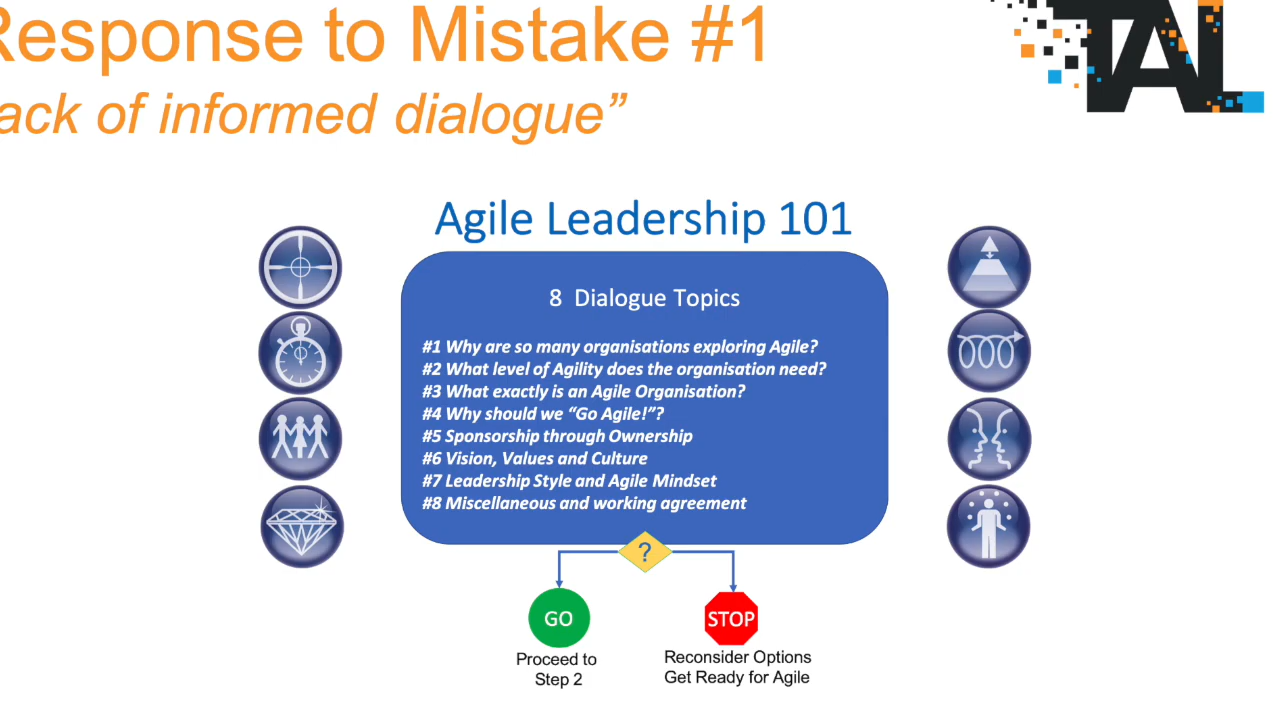 Response to Mistake #1
ack of informed dialogue”
TAL
Agile Leadership 101
8 Dialogue Topics
#1 Why are so many organisations exploring Agile?
#2 What level of Agility does the organisation need?
#3 What exactly is an Agile Organisation?
#4 Why should we “Go Agile!”?
#5 Sponsorship through Ownership
#6 Vision, Values and Culture
#7 Leadership Style and Agile Mindset
#8 Miscellaneous and working agreement
?
GO
STOP
Proceed to
Step 2
Reconsider Options
Get Ready for Agile